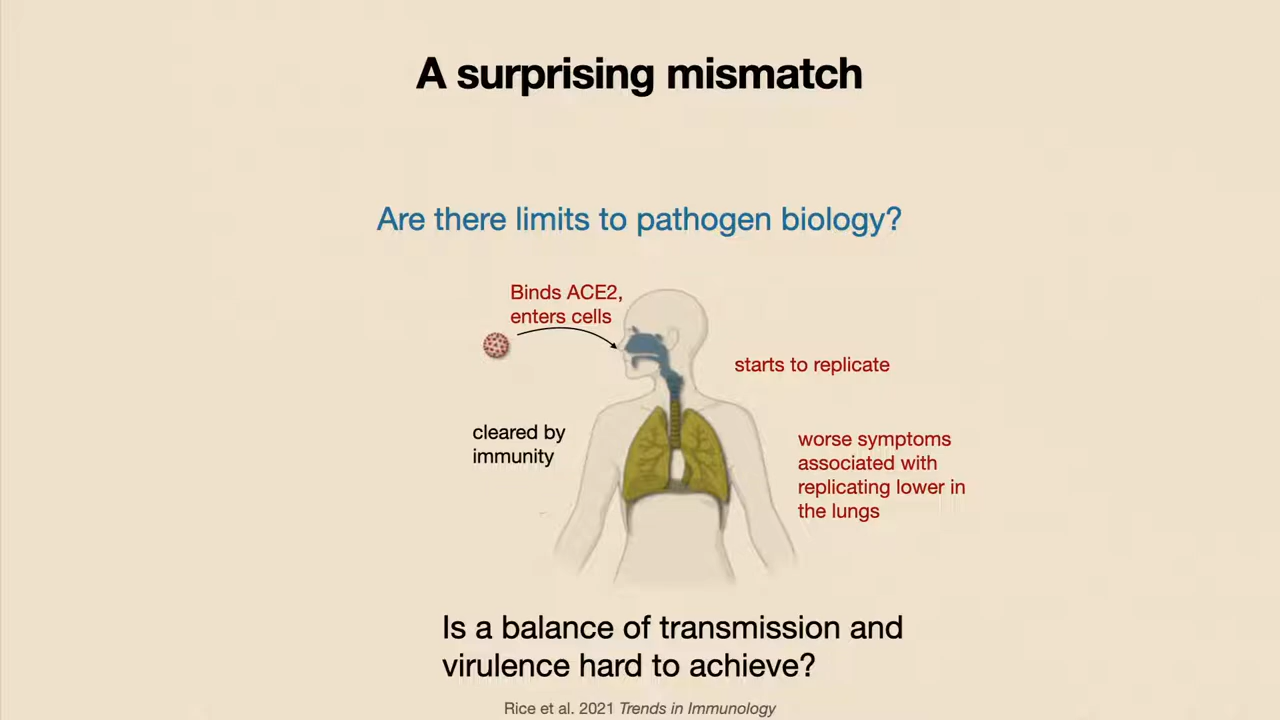 A surprising mismatch
Are there limits to pathogen biology?
Binds ACE2,
enters cells
starts to replicate
cleared by
immunity
worse symptoms
associated with
replicating lower in
the lungs
Is a balance of transmission and
virulence hard to achieve?
Rice et al. 2021 Trends in Immunology